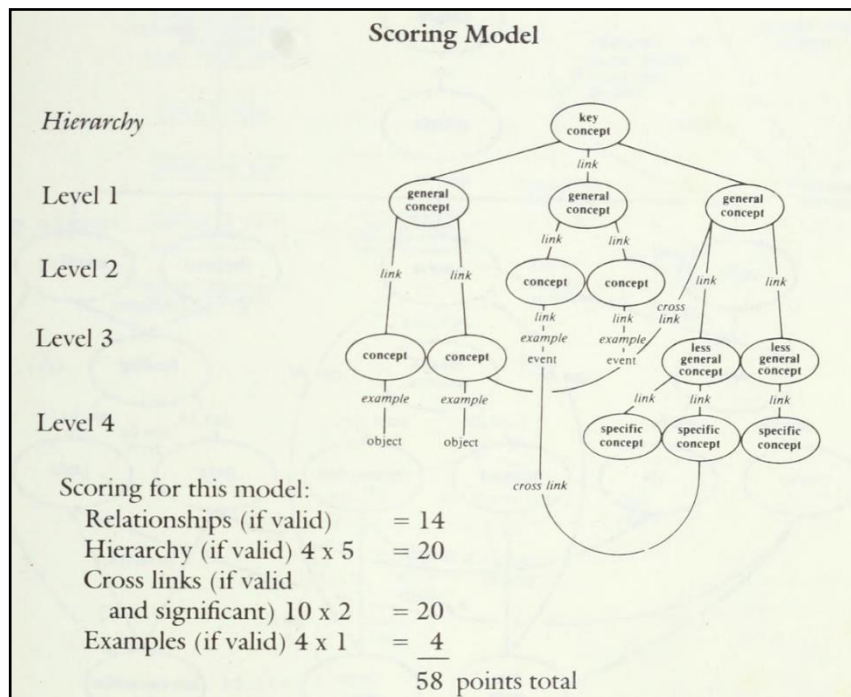 Scoring Model
Hierarchy
key
concept
link
Level 1
general
concept
general
concept
general
concept
link
link
Level 2
link
link
concept
concept
link
link
link
link
cross
link
example
example
Level 3
event
event
concept
concept
less
general
concept
less
general
concept
example
example
link
link
link
Level 4
object
object
specific
concept
specific
concept
specific
concept
cross link
Scoring for this model:
Relationships (if valid) = 14
Hierarchy (if valid) 4 x 5 = 20
Cross links (if valid
and significant) 10 x 2 = 20
Examples (if valid) 4 x 1 = 4
58 points total